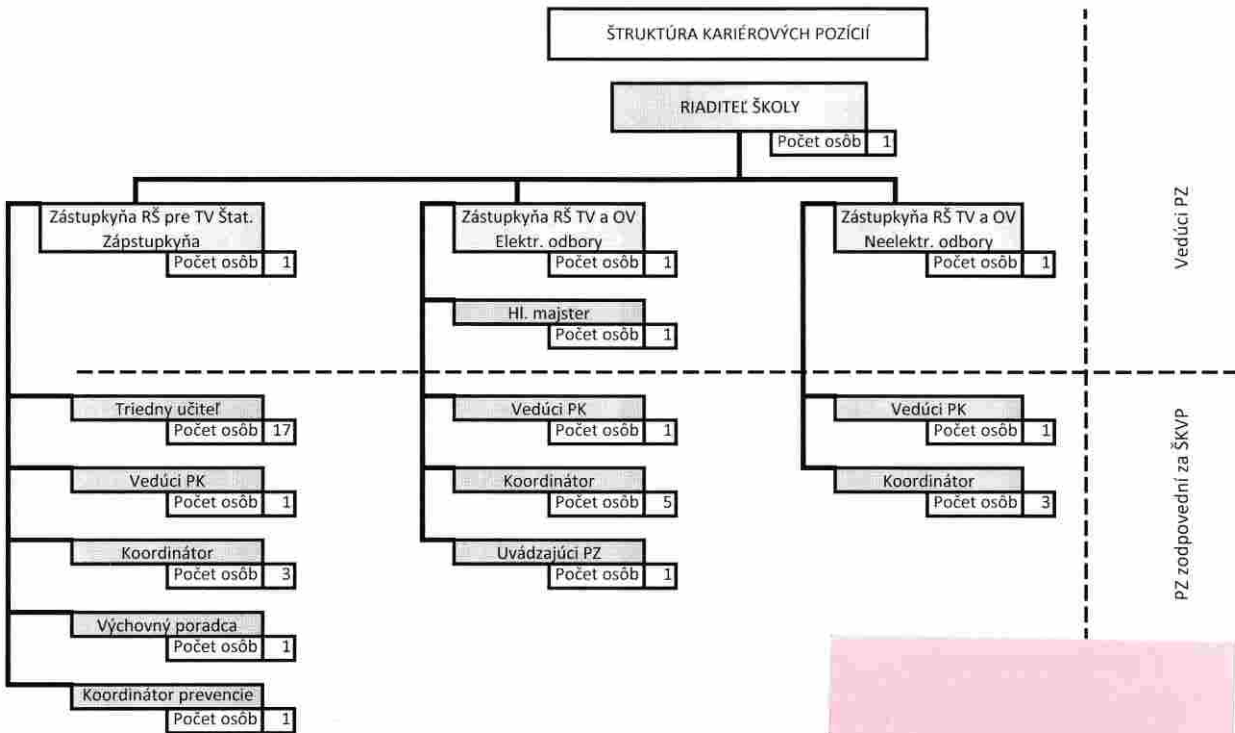 ŠTRUKTÚRA KARIÉROVÝCH POZÍCIÍ
RIADITEĽ ŠKOLY
Počet osôb 1
Zástupkyňa RŠ pre TV Štat.
Zápstupkyňa
Počet osôb 1
Zástupkyňa RŠ TV a OV
Elektr. odbory
Počet osôb 1
Zástupkyňa RŠ TV a OV
Neelektr. odbory
Počet osôb 1
Vedúci PZ
Hl. majster
Počet osôb 1
Triedny učiteľ
Počet osôb 17
Vedúci PK
Počet osôb 1
Koordinátor
Počet osôb 3
Výchovný poradca
Počet osôb 1
Koordinátor prevencie
Počet osôb 1
Vedúci PK
Počet osôb 1
Koordinátor
Počet osôb 5
Uvádzajúci PZ
Počet osôb 1
Vedúci PK
Počet osôb 1
Koordinátor
Počet osôb 3
PZ zodpovední za ŠKVP